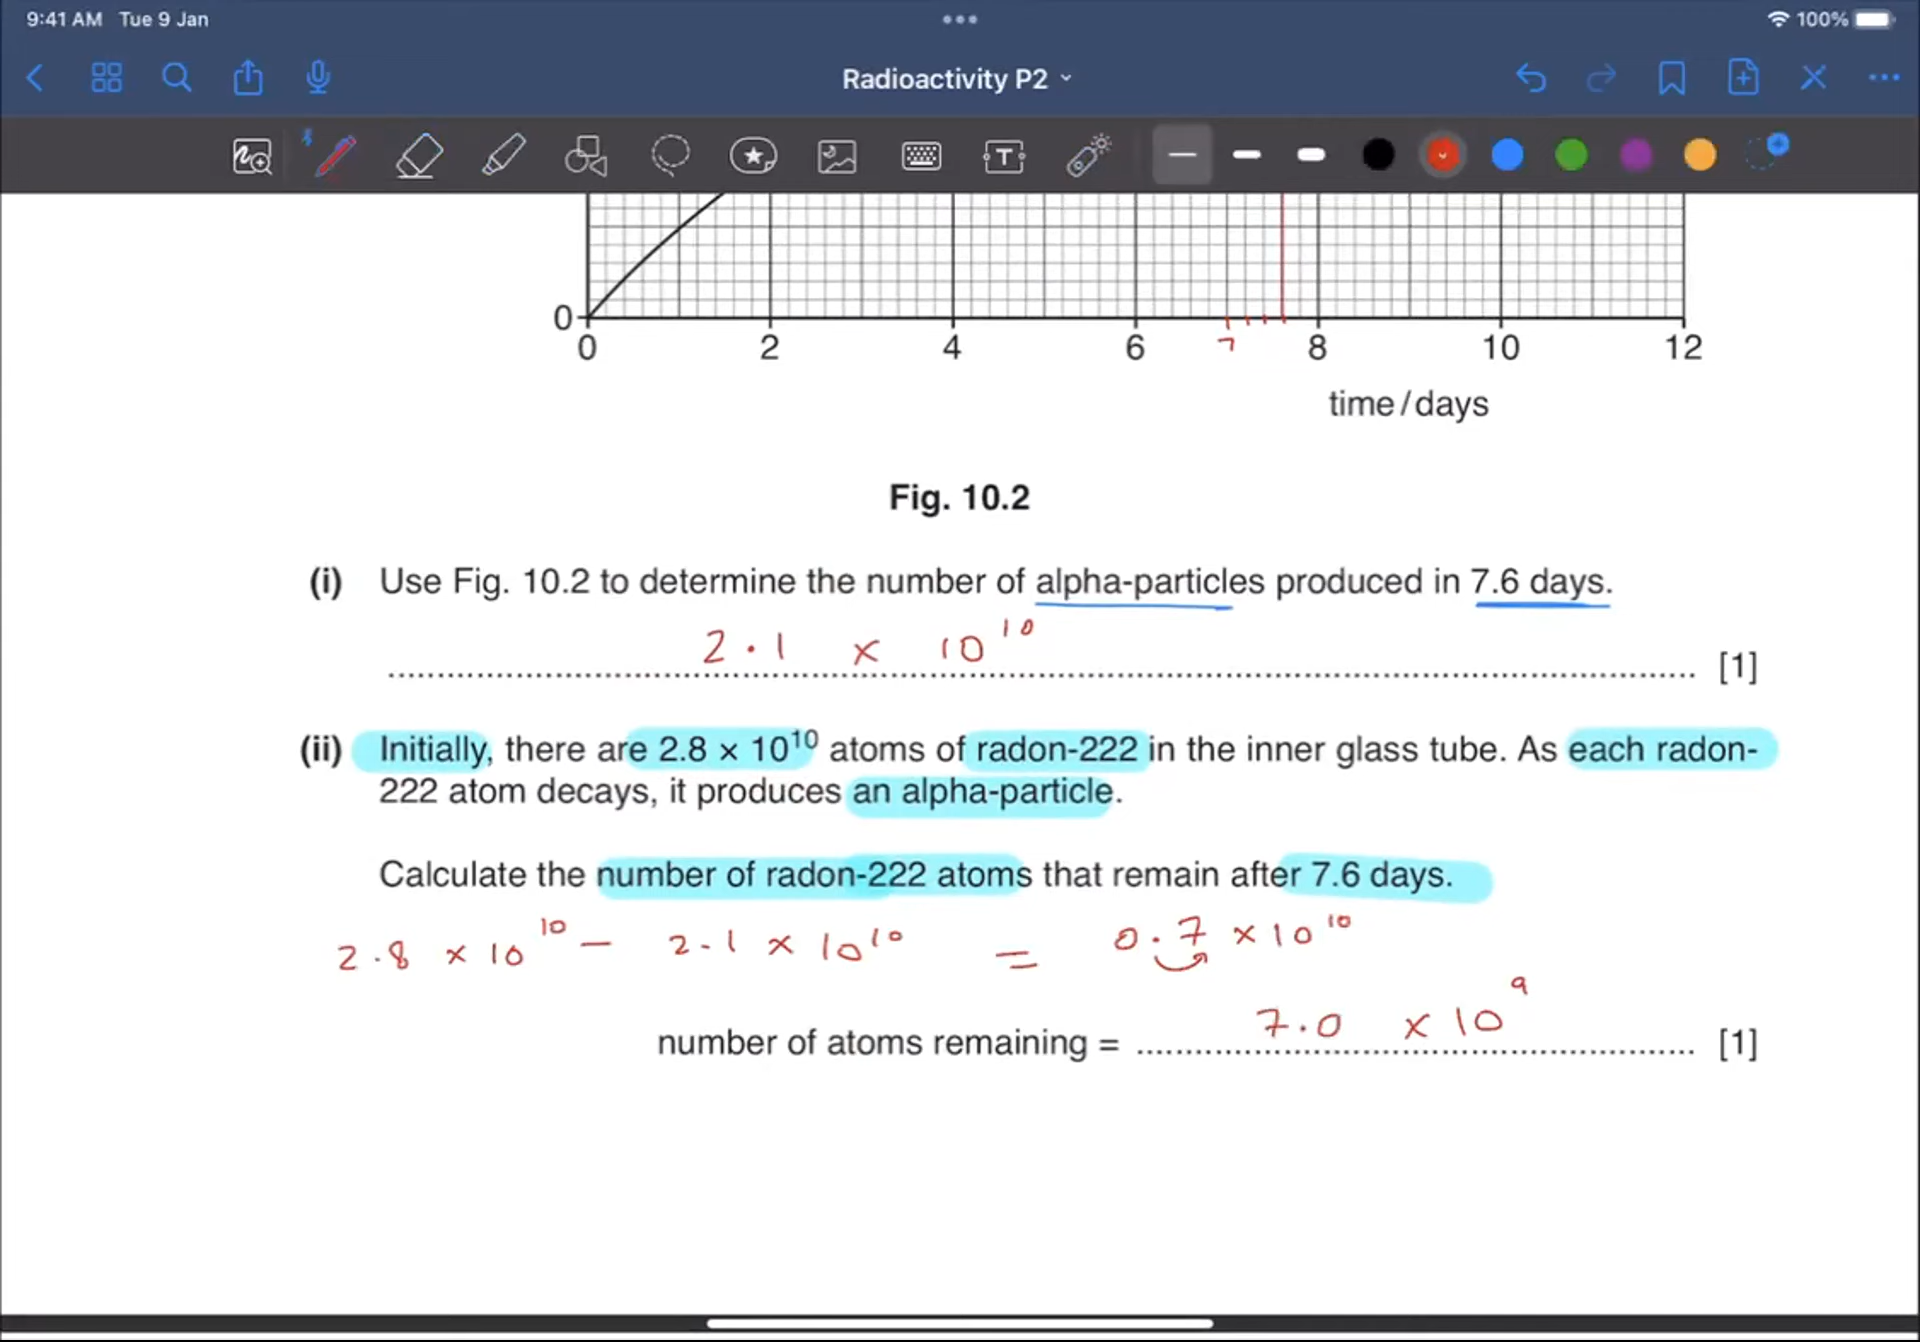 9:41 AM Tue 9 Jan
100%
Radioactivity P2
T
0
0 2 4 6 7 8 10 12
time/days
Fig. 10.2
(i) Use Fig. 10.2 to determine the number of alpha-particles produced in 7.6 days.
2.1 × 10¹⁰
[1]
(ii) Initially, there are 2.8 × 10¹⁰ atoms of radon-222 in the inner glass tube. As each radon-
222 atom decays, it produces an alpha-particle.
Calculate the number of radon-222 atoms that remain after 7.6 days.
2.8 × 10¹⁰ − 2.1 × 10¹⁰ = 0.7 × 10¹⁰
7.0 × 10⁹
number of atoms remaining = .................... [1]